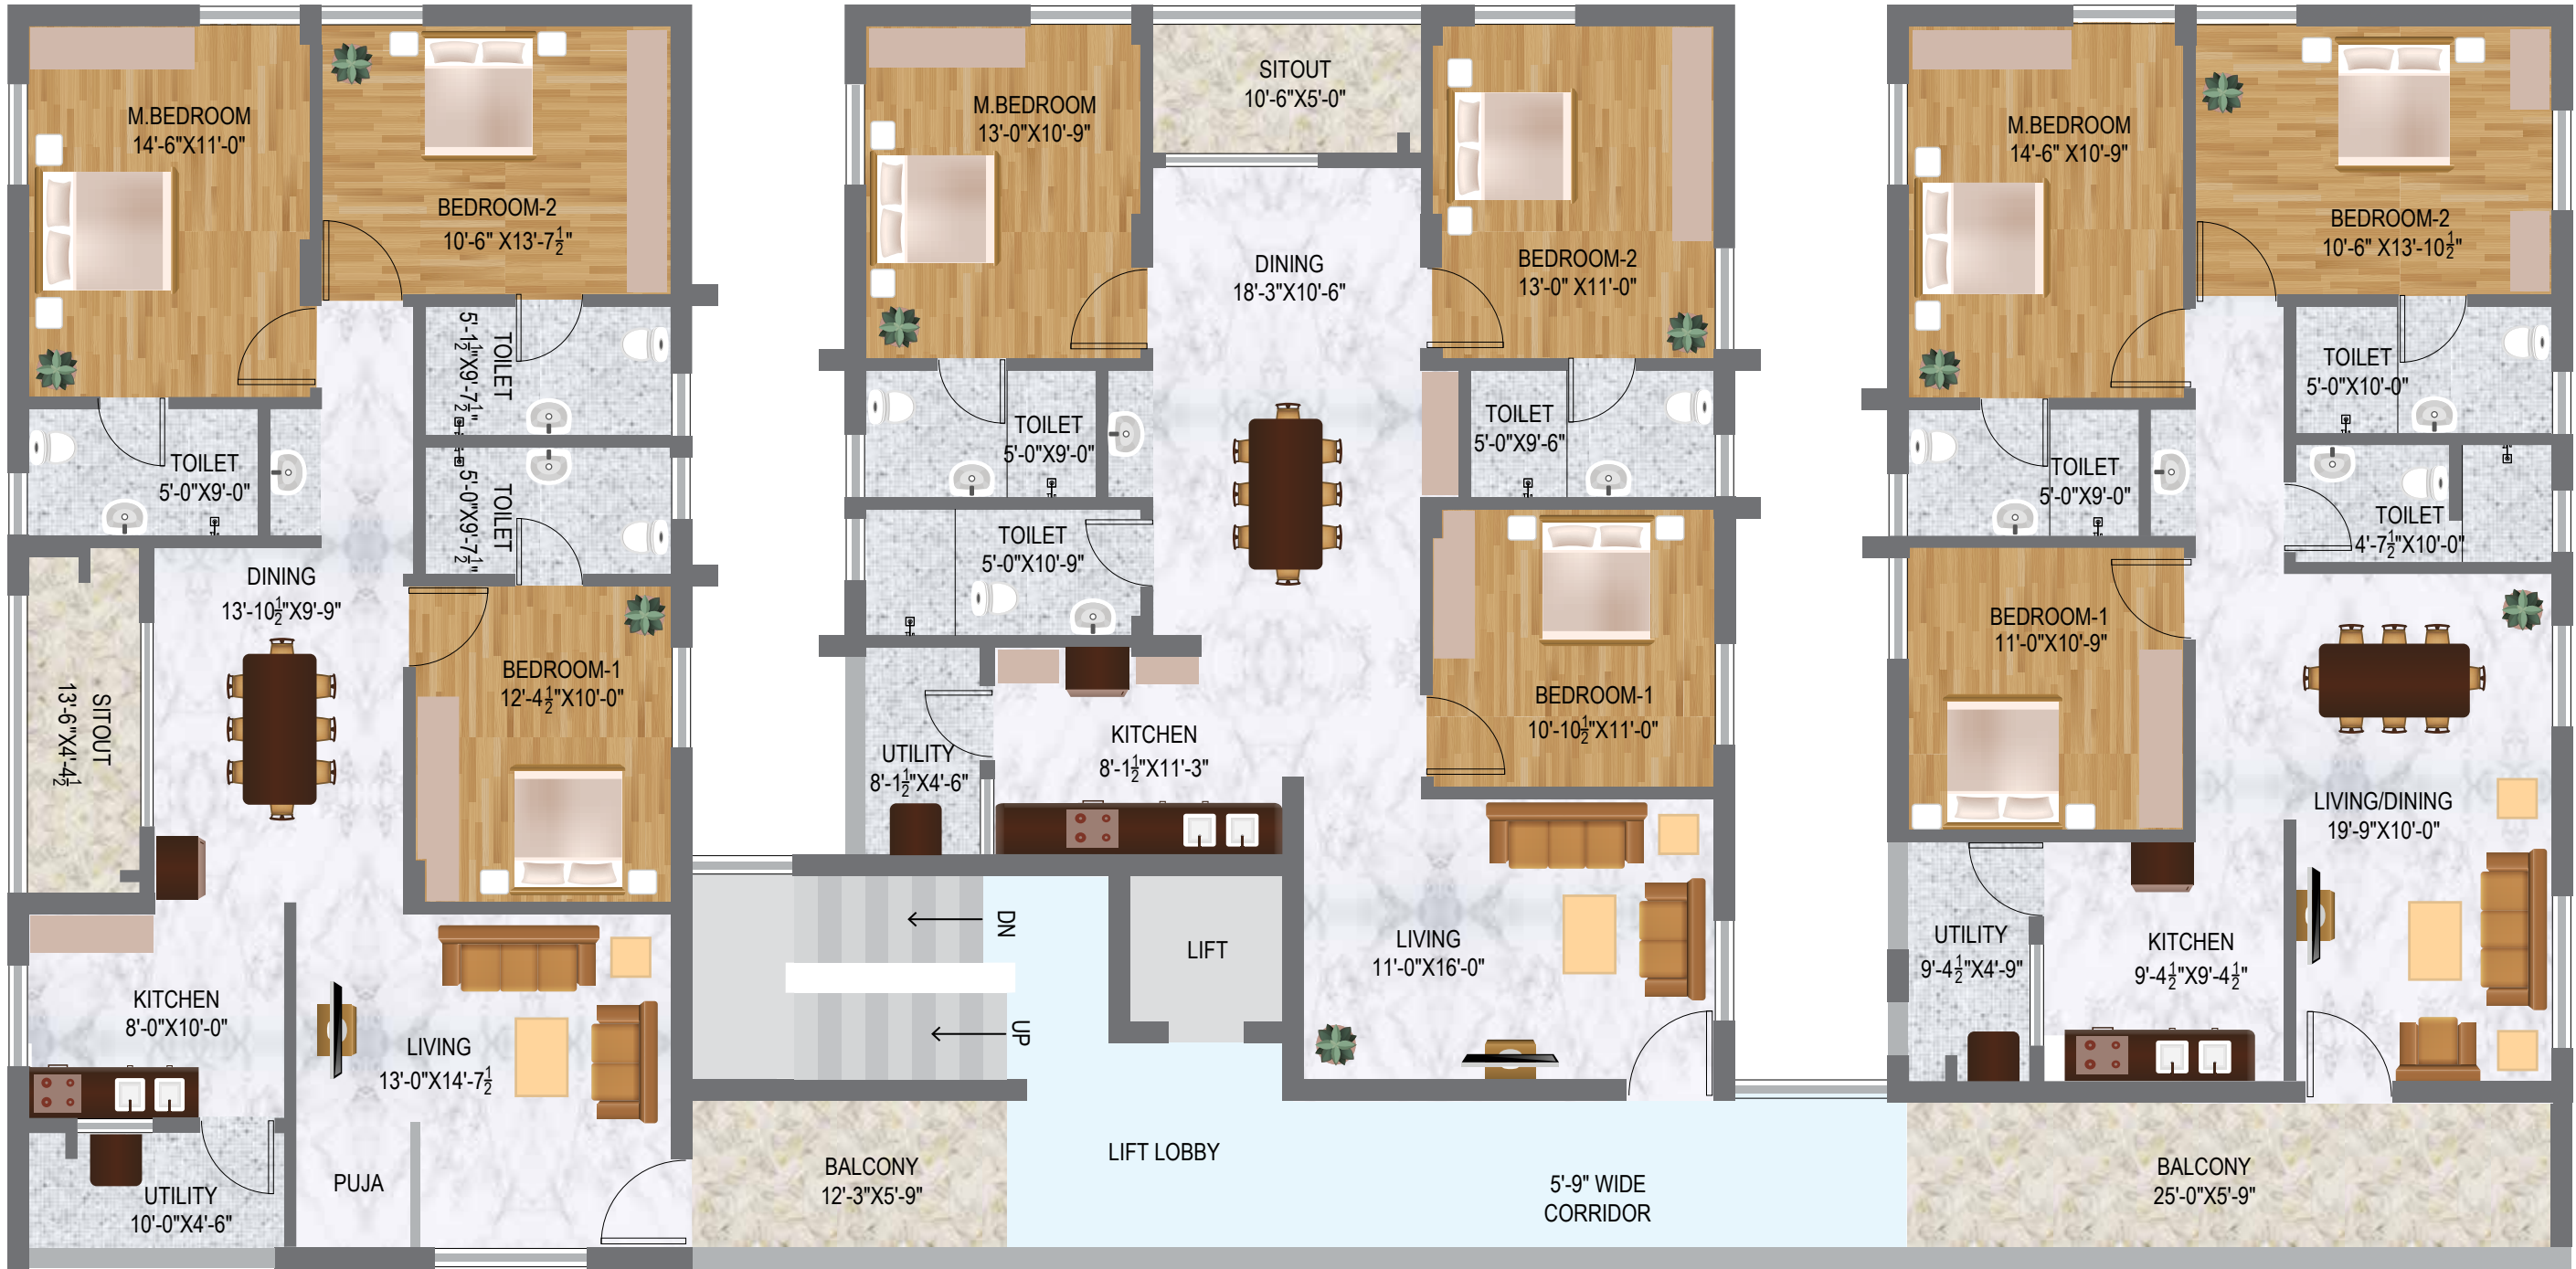 M.BEDROOM
14'-6"X11'-0"
BEDROOM-2
10'-6" X13'-7½"
TOILET
5'-1½"X9'-7½"
TOILET
5'-0"X9'-0"
TOILET
5'-0"X9'-7½"
DINING
13'-10½"X9'-9"
SITOUT
13'-6"X4'-4½
BEDROOM-1
12'-4½"X10'-0"
KITCHEN
8'-0"X10'-0"
LIVING
13'-0"X14'-7½
PUJA
UTILITY
10'-0"X4'-6"
M.BEDROOM
13'-0"X10'-9"
SITOUT
10'-6"X5'-0"
DINING
18'-3"X10'-6"
BEDROOM-2
13'-0" X11'-0"
TOILET
5'-0"X9'-0"
TOILET
5'-0"X9'-6"
TOILET
5'-0"X10'-9"
BEDROOM-1
10'-10½"X11'-0"
UTILITY
8'-1½"X4'-6"
KITCHEN
8'-1½"X11'-3"
LIVING
11'-0"X16'-0"
DN
UP
LIFT
LIFT LOBBY
BALCONY
12'-3"X5'-9"
5'-9" WIDE
CORRIDOR
M.BEDROOM
14'-6" X10'-9"
BEDROOM-2
10'-6" X13'-10½"
TOILET
5'-0"X10'-0"
TOILET
5'-0"X9'-0"
TOILET
4'-7½"X10'-0"
BEDROOM-1
11'-0"X10'-9"
LIVING/DINING
19'-9"X10'-0"
UTILITY
9'-4½"X4'-9"
KITCHEN
9'-4½"X9'-4½"
BALCONY
25'-0"X5'-9"